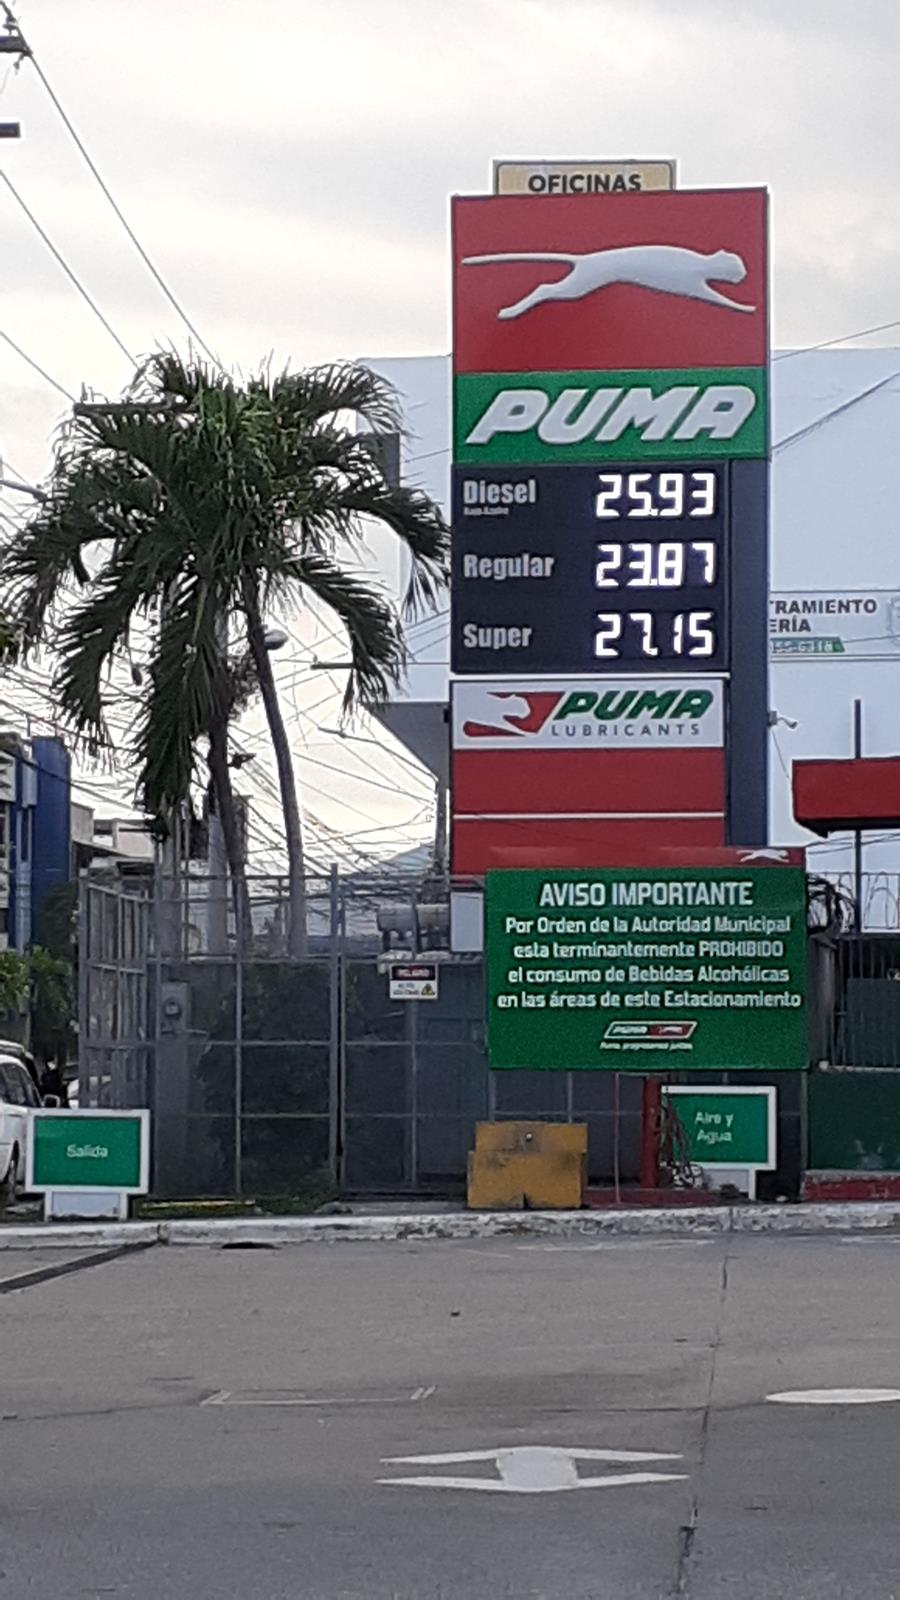 OFICINAS
PUMA
Diesel 25.93
Regular 23.87
Super 27.15
PUMA
LUBRICANTS
TRAMIENTO
ERÍA
AVISO IMPORTANTE
Por Orden de la Autoridad Municipal
esta terminantemente PROHIBIDO
el consumo de Bebidas Alcohólicas
en las áreas de este Estacionamiento
PUMA
PELIGRO
Aire y
Agua
Salida